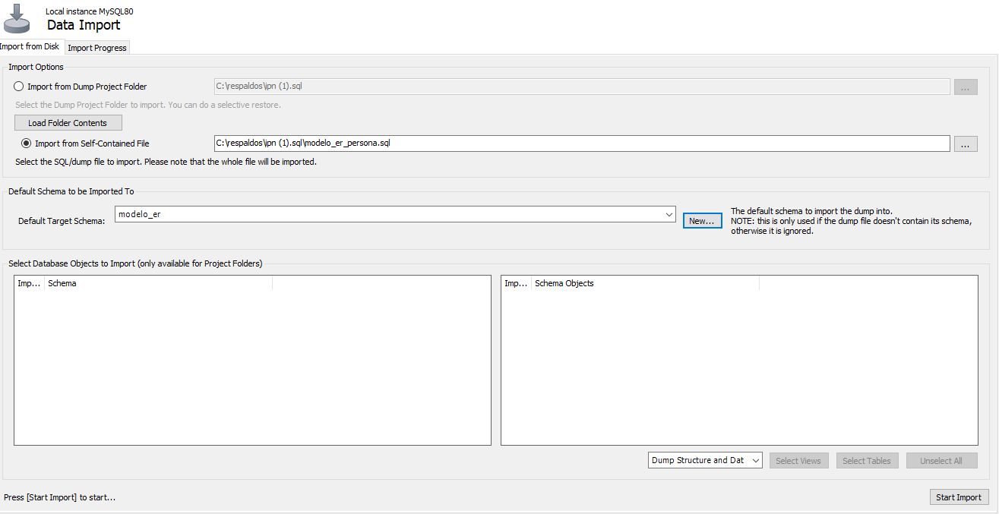 Local instance MySQL80
Data Import
Import from Disk
Import Progress
Import Options
Import from Dump Project Folder
C:\respaldos\ipn (1).sql
...
Select the Dump Project Folder to import. You can do a selective restore.
Load Folder Contents
Import from Self-Contained File
C:\respaldos\ipn (1).sql\modelo_er_persona.sql
...
Select the SQL/dump file to import. Please note that the whole file will be imported.
Default Schema to be Imported To
Default Target Schema:
modelo_er
New...
The default schema to import the dump into.
NOTE: this is only used if the dump file doesn't contain its schema,
otherwise it is ignored.
Select Database Objects to Import (only available for Project Folders)
Imp... Schema
Imp... Schema Objects
Dump Structure and Dat
Select Views
Select Tables
Unselect All
Press [Start Import] to start...
Start Import